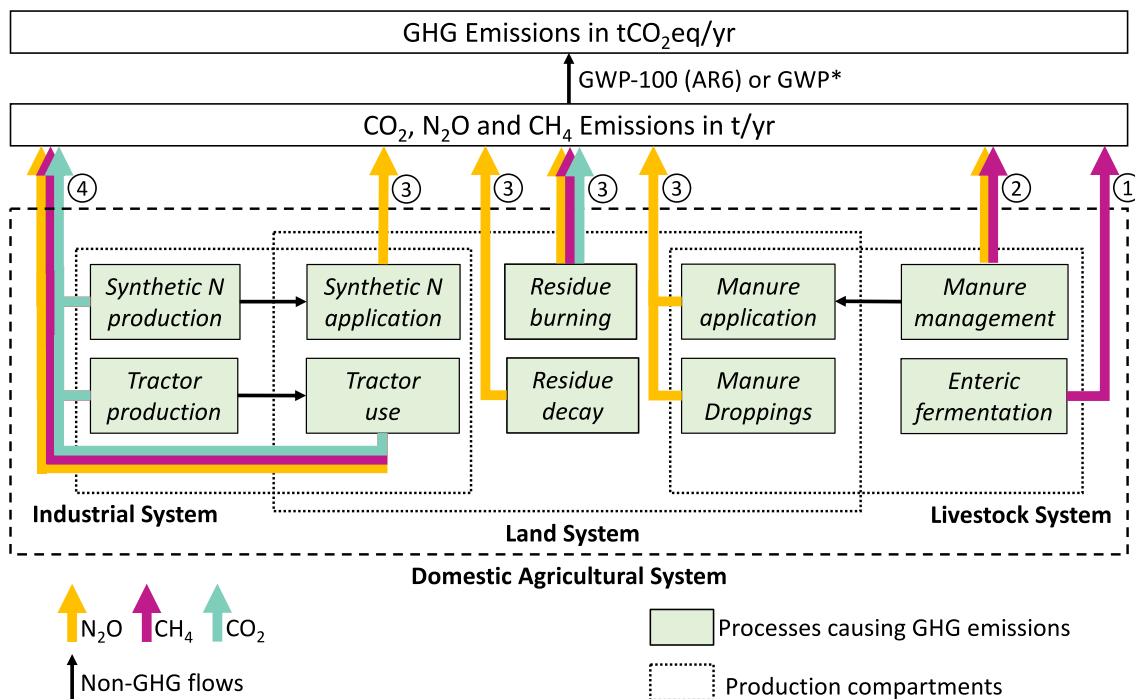 GHG Emissions in tCO₂eq/yr
GWP-100 (AR6) or GWP*
CO₂, N₂O and CH₄ Emissions in t/yr
4
3
3
3
3
2
1
Synthetic N
production
Synthetic N
application
Residue
burning
Manure
application
Manure
management
Tractor
production
Tractor
use
Residue
decay
Manure
Droppings
Enteric
fermentation
Industrial System
Land System
Livestock System
Domestic Agricultural System
N₂O
CH₄
CO₂
Non-GHG flows
Processes causing GHG emissions
Production compartments